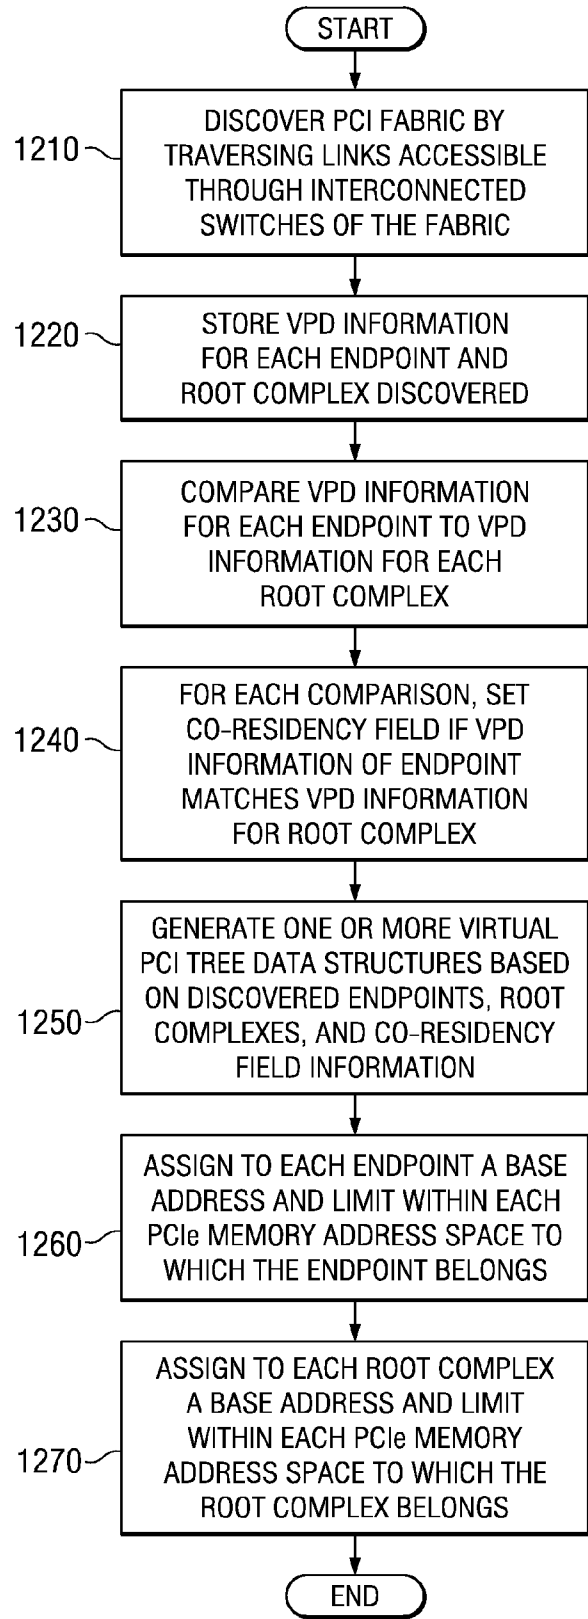 START
1210
DISCOVER PCI FABRIC BY
TRAVERSING LINKS ACCESSIBLE
THROUGH INTERCONNECTED
SWITCHES OF THE FABRIC
1220
STORE VPD INFORMATION
FOR EACH ENDPOINT AND
ROOT COMPLEX DISCOVERED
1230
COMPARE VPD INFORMATION
FOR EACH ENDPOINT TO VPD
INFORMATION FOR EACH
ROOT COMPLEX
1240
FOR EACH COMPARISON, SET
CO-RESIDENCY FIELD IF VPD
INFORMATION OF ENDPOINT
MATCHES VPD INFORMATION
FOR ROOT COMPLEX
1250
GENERATE ONE OR MORE VIRTUAL
PCI TREE DATA STRUCTURES BASED
ON DISCOVERED ENDPOINTS, ROOT
COMPLEXES, AND CO-RESIDENCY
FIELD INFORMATION
1260
ASSIGN TO EACH ENDPOINT A BASE
ADDRESS AND LIMIT WITHIN EACH
PCIe MEMORY ADDRESS SPACE TO
WHICH THE ENDPOINT BELONGS
1270
ASSIGN TO EACH ROOT COMPLEX
A BASE ADDRESS AND LIMIT
WITHIN EACH PCIe MEMORY
ADDRESS SPACE TO WHICH THE
ROOT COMPLEX BELONGS
END